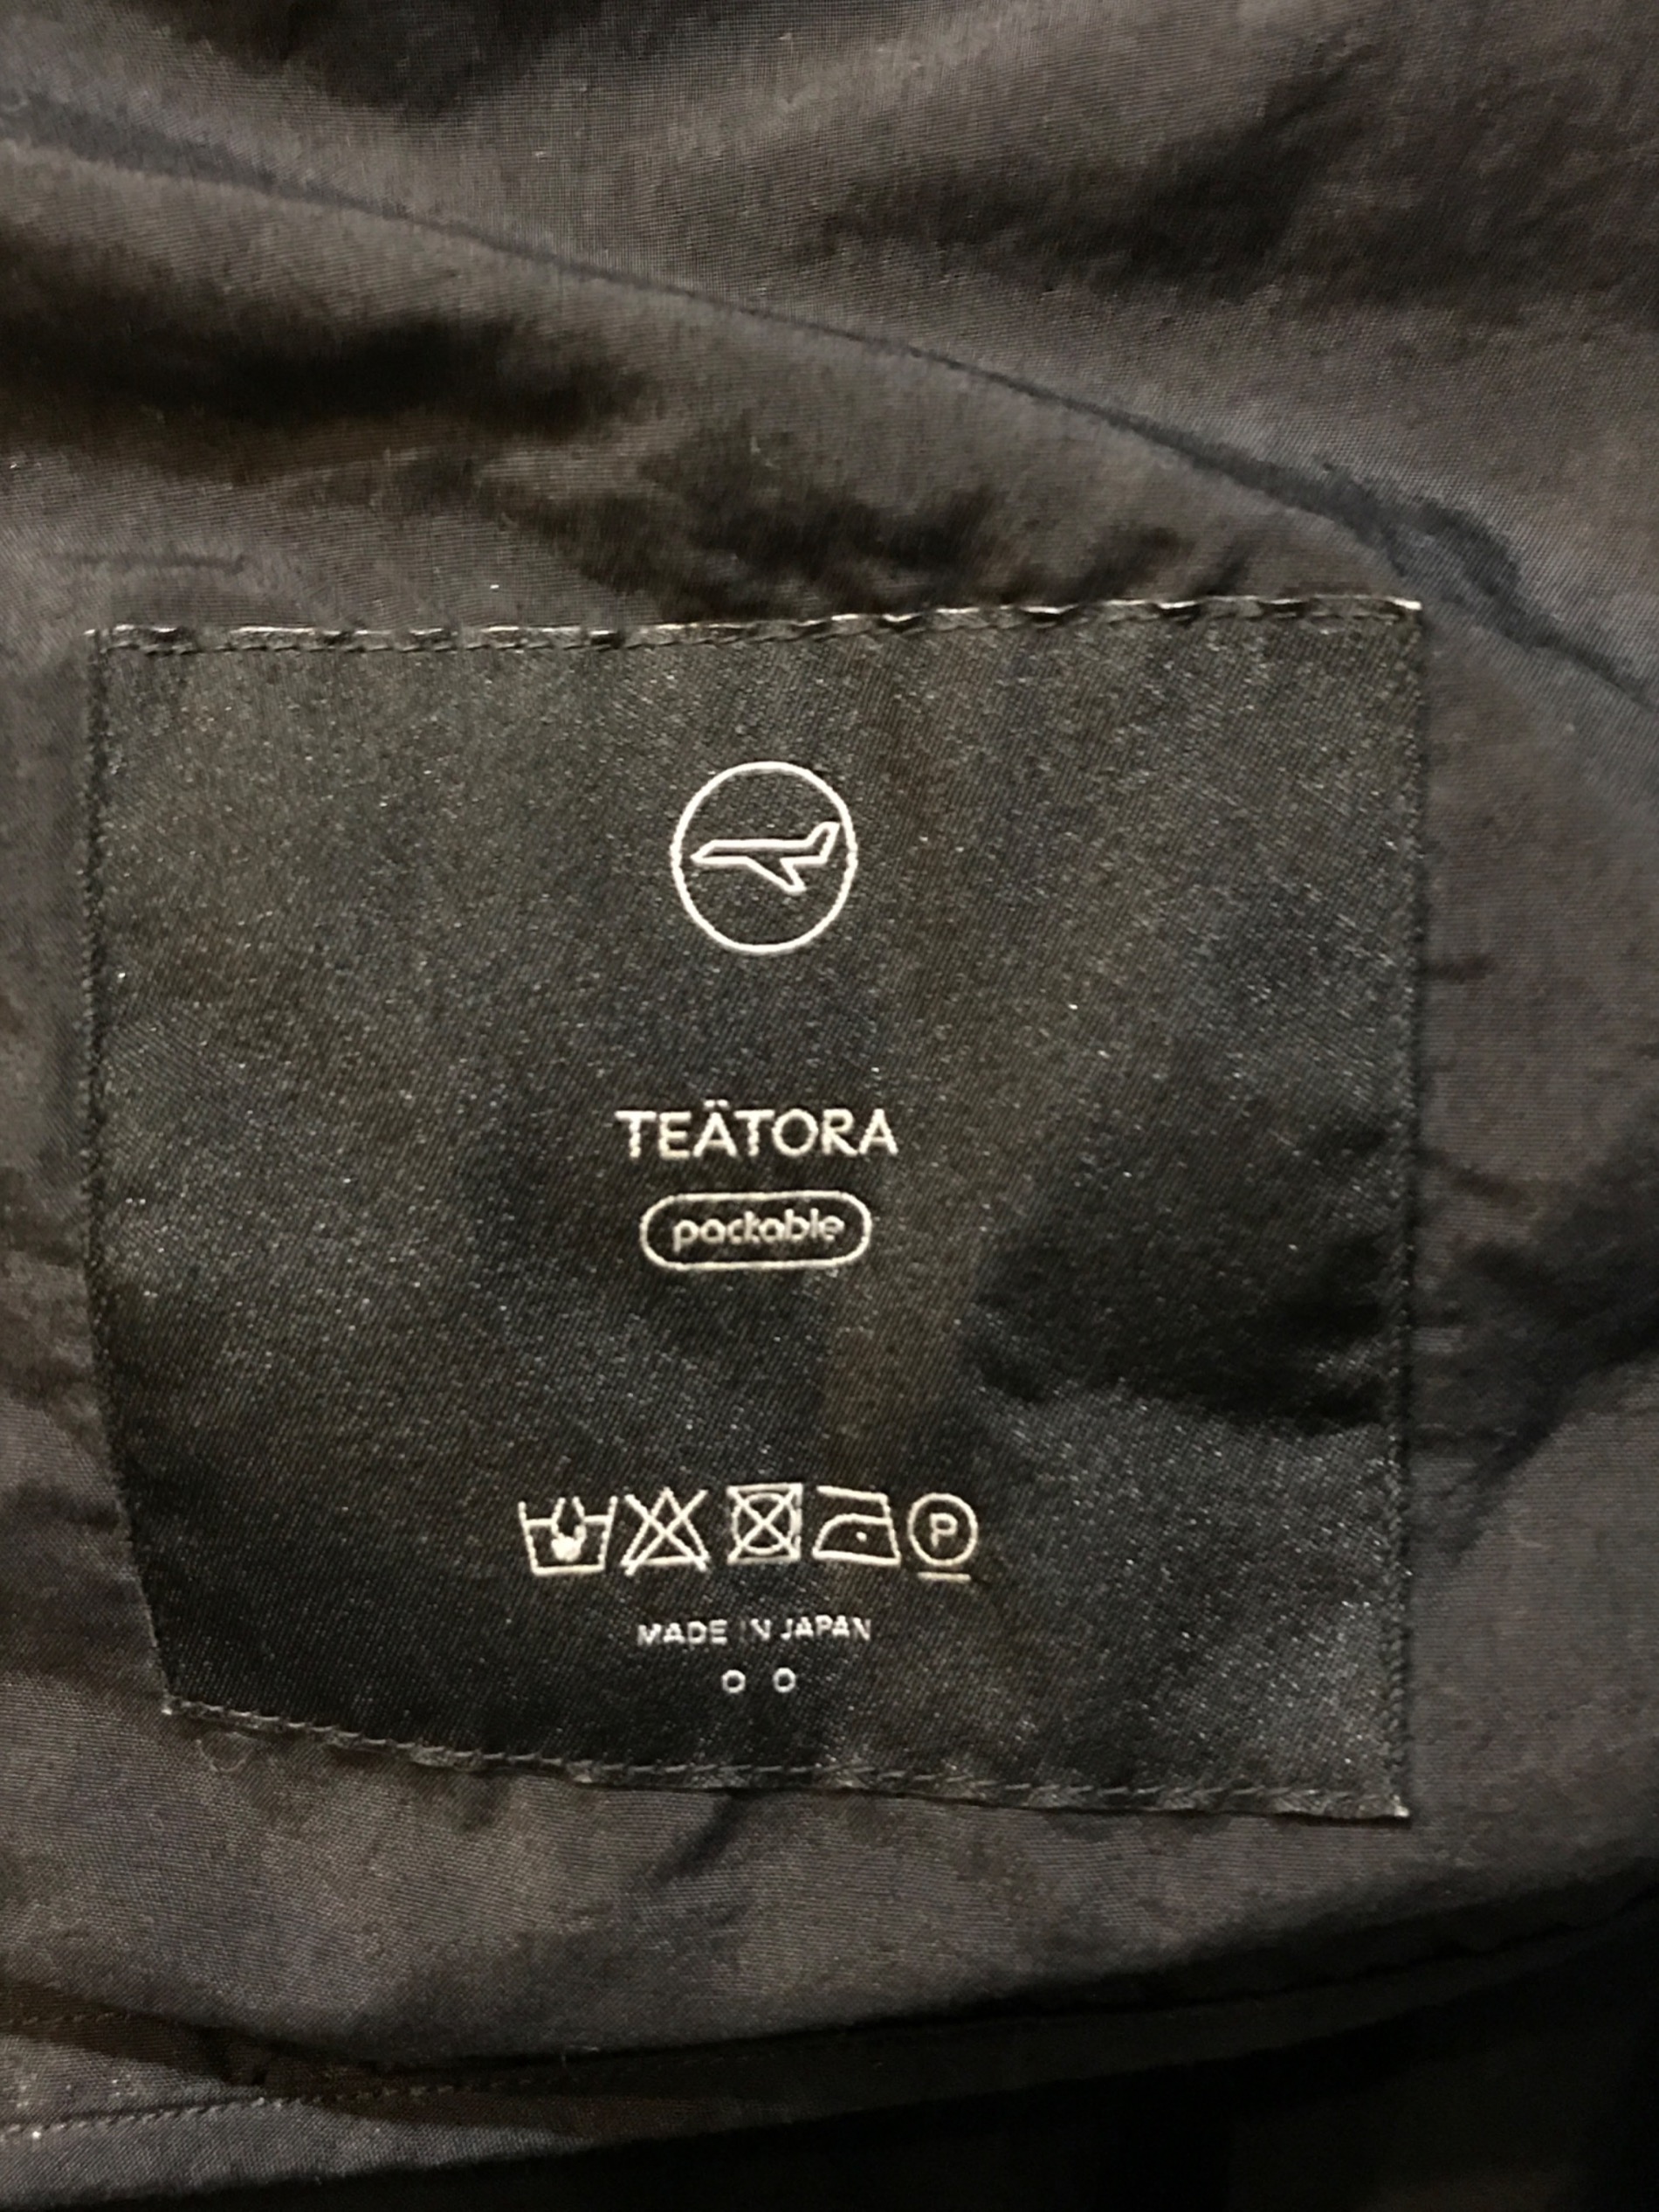 TEÄTORA
packable
P
MADE IN JAPAN
O O